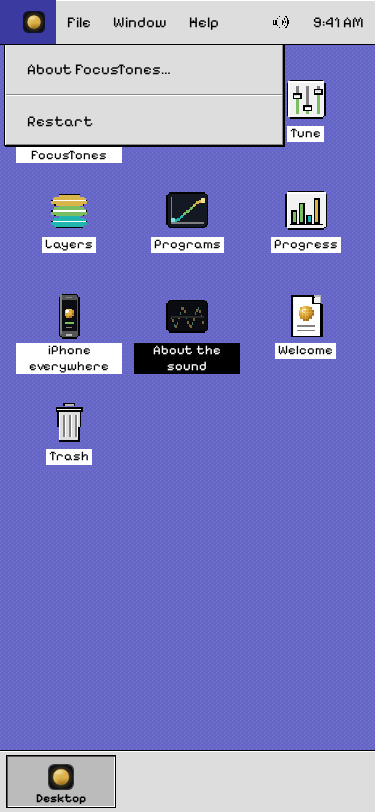 File Window Help 9:41 AM
About FocusTones...
Restart
Tune
FocusTones
Layers
Programs
Progress
iPhone
everywhere
About the
sound
Welcome
Trash
Desktop